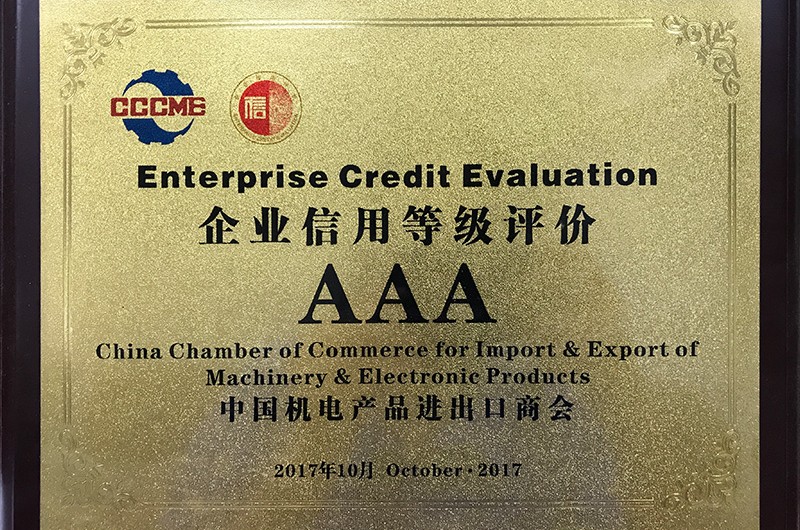 CCCME
信
Enterprise Credit Evaluation
企业信用等级评价
AAA
China Chamber of Commerce for Import & Export of
Machinery & Electronic Products
中国机电产品进出口商会
2017年10月 October·2017